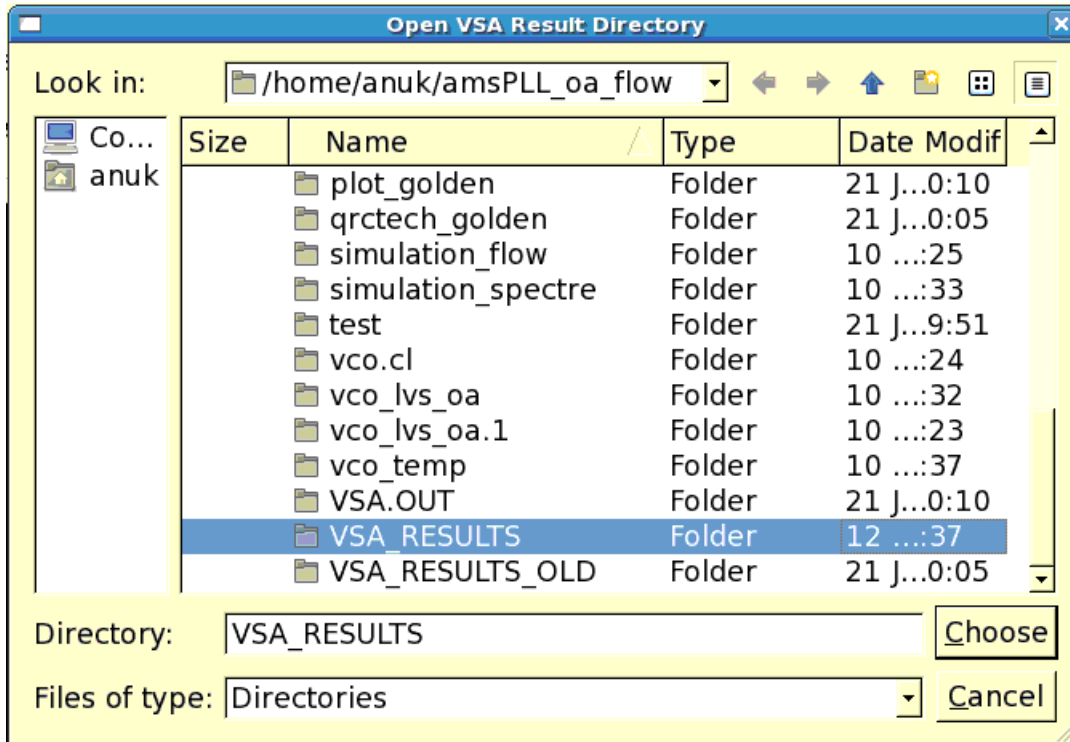 Open VSA Result Directory
Look in: /home/anuk/amsPLL_oa_flow
Co...
anuk
Size Name Type Date Modif
plot_golden Folder 21 J...0:10
qrctech_golden Folder 21 J...0:05
simulation_flow Folder 10 ...:25
simulation_spectre Folder 10 ...:33
test Folder 21 J...9:51
vco.cl Folder 10 ...:24
vco_lvs_oa Folder 10 ...:32
vco_lvs_oa.1 Folder 10 ...:23
vco_temp Folder 10 ...:37
VSA.OUT Folder 21 J...0:10
VSA_RESULTS Folder 12 ...:37
VSA_RESULTS_OLD Folder 21 J...0:05
Directory: VSA_RESULTS Choose
Files of type: Directories Cancel